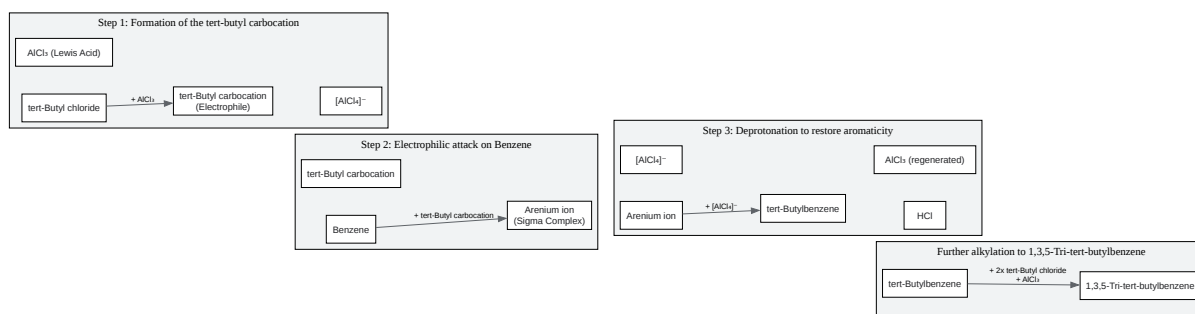 Step 1: Formation of the tert-butyl carbocation
AlCl₃ (Lewis Acid)
tert-Butyl chloride
+ AlCl₃
tert-Butyl carbocation
(Electrophile)
[AlCl₄]⁻
Step 2: Electrophilic attack on Benzene
tert-Butyl carbocation
Benzene
+ tert-Butyl carbocation
Arenium ion
(Sigma Complex)
Step 3: Deprotonation to restore aromaticity
[AlCl₄]⁻
AlCl₃ (regenerated)
Arenium ion
+ [AlCl₄]⁻
tert-Butylbenzene
HCl
Further alkylation to 1,3,5-Tri-tert-butylbenzene
tert-Butylbenzene
+ 2x tert-Butyl chloride
+ AlCl₃
1,3,5-Tri-tert-butylbenzene